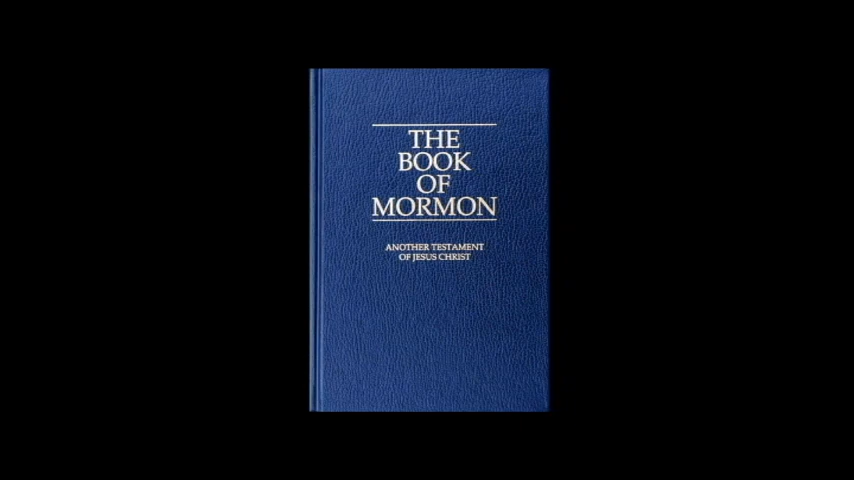 THE
BOOK
OF
MORMON
ANOTHER TESTAMENT
OF JESUS CHRIST